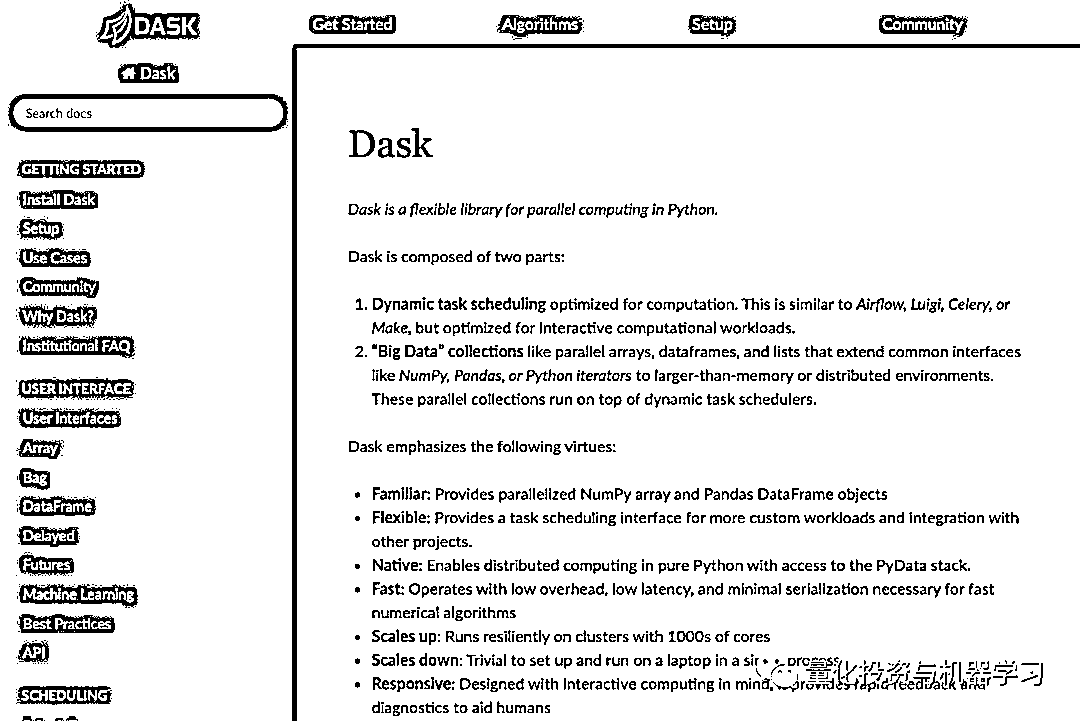 DASK
Get Started
Algorithms
Setup
Community
Dask
Search docs
GETTING STARTED
Install Dask
Setup
Use Cases
Community
Why Dask?
Institutional FAQ
USER INTERFACE
User Interfaces
Array
Bag
DataFrame
Delayed
Futures
Machine Learning
Best Practices
API
SCHEDULING
Dask
Dask is a flexible library for parallel computing in Python.
Dask is composed of two parts:
1. Dynamic task scheduling optimized for computation. This is similar to Airflow, Luigi, Celery, or
Make, but optimized for interactive computational workloads.
2. "Big Data" collections like parallel arrays, dataframes, and lists that extend common interfaces
like NumPy, Pandas, or Python iterators to larger-than-memory or distributed environments.
These parallel collections run on top of dynamic task schedulers.
Dask emphasizes the following virtues:
• Familiar: Provides parallelized NumPy array and Pandas DataFrame objects
• Flexible: Provides a task scheduling interface for more custom workloads and integration with
other projects.
• Native: Enables distributed computing in pure Python with access to the PyData stack.
• Fast: Operates with low overhead, low latency, and minimal serialization necessary for fast
numerical algorithms
• Scales up: Runs resiliently on clusters with 1000s of cores
• Scales down: Trivial to set up and run on a laptop in a process
• Responsive: Designed with interactive computing in mind, provides rapid feedback and
diagnostics to aid humans
量化投资与机器学习